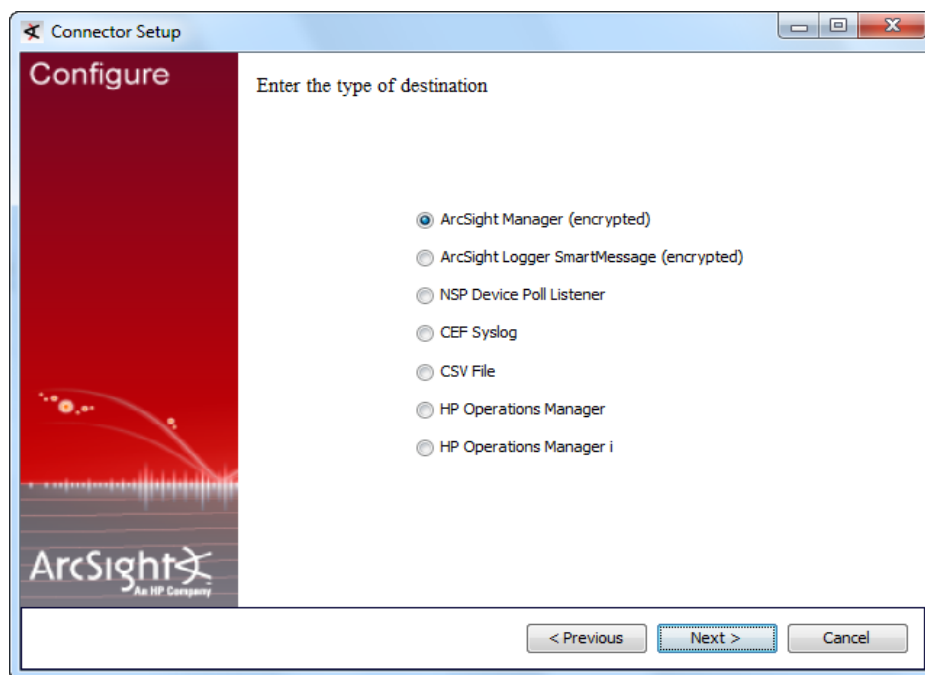 Connector Setup
Configure
Enter the type of destination
ArcSight Manager (encrypted)
ArcSight Logger SmartMessage (encrypted)
NSP Device Poll Listener
CEF Syslog
CSV File
HP Operations Manager
HP Operations Manager i
ArcSight
An HP Company
< Previous
Next >
Cancel